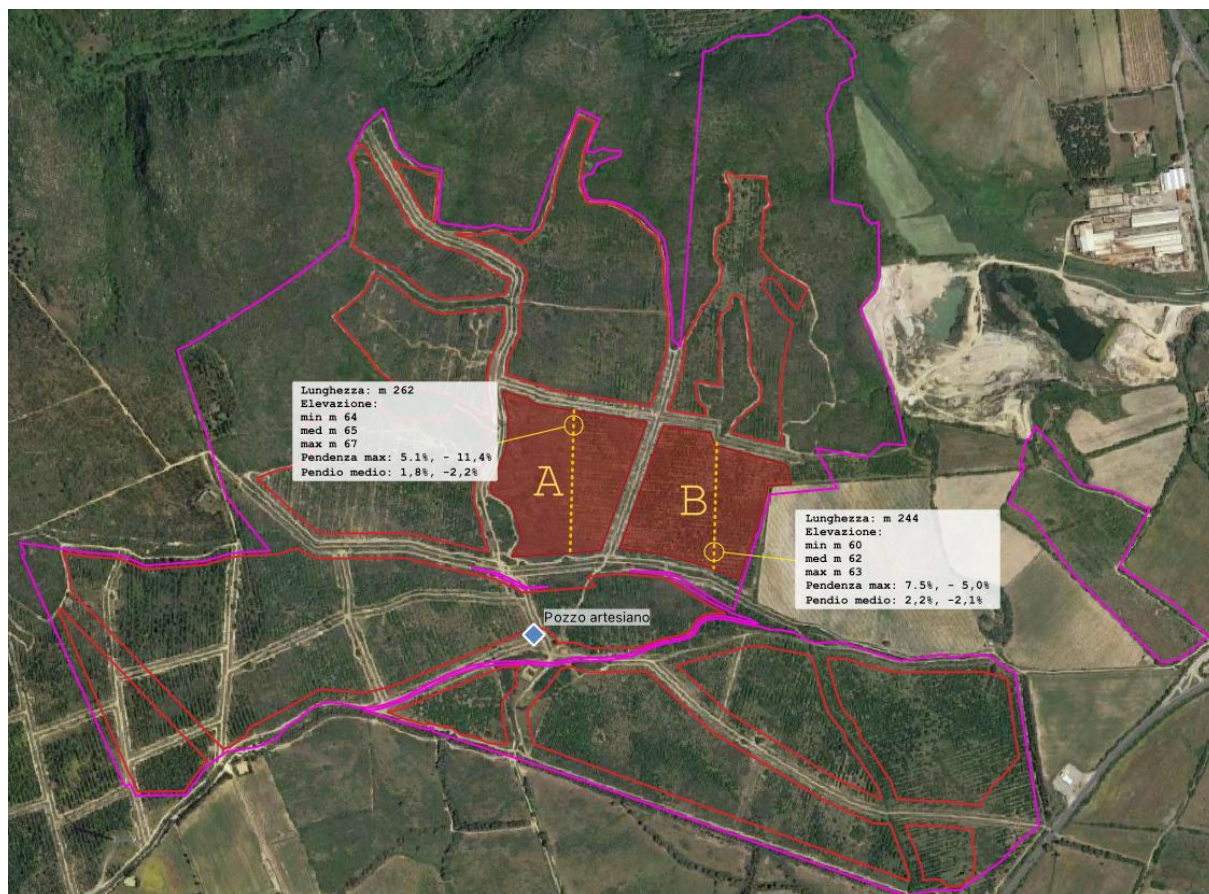 Lunghezza: m 262
Elevazione:
min m 64
med m 65
max m 67
Pendenza max: 5.1%, - 11,4%
Pendio medio: 1,8%, -2,2%
A
B
Lunghezza: m 244
Elevazione:
min m 60
med m 62
max m 63
Pendenza max: 7.5%, - 5,0%
Pendio medio: 2,2%, -2,1%
Pozzo artesiano